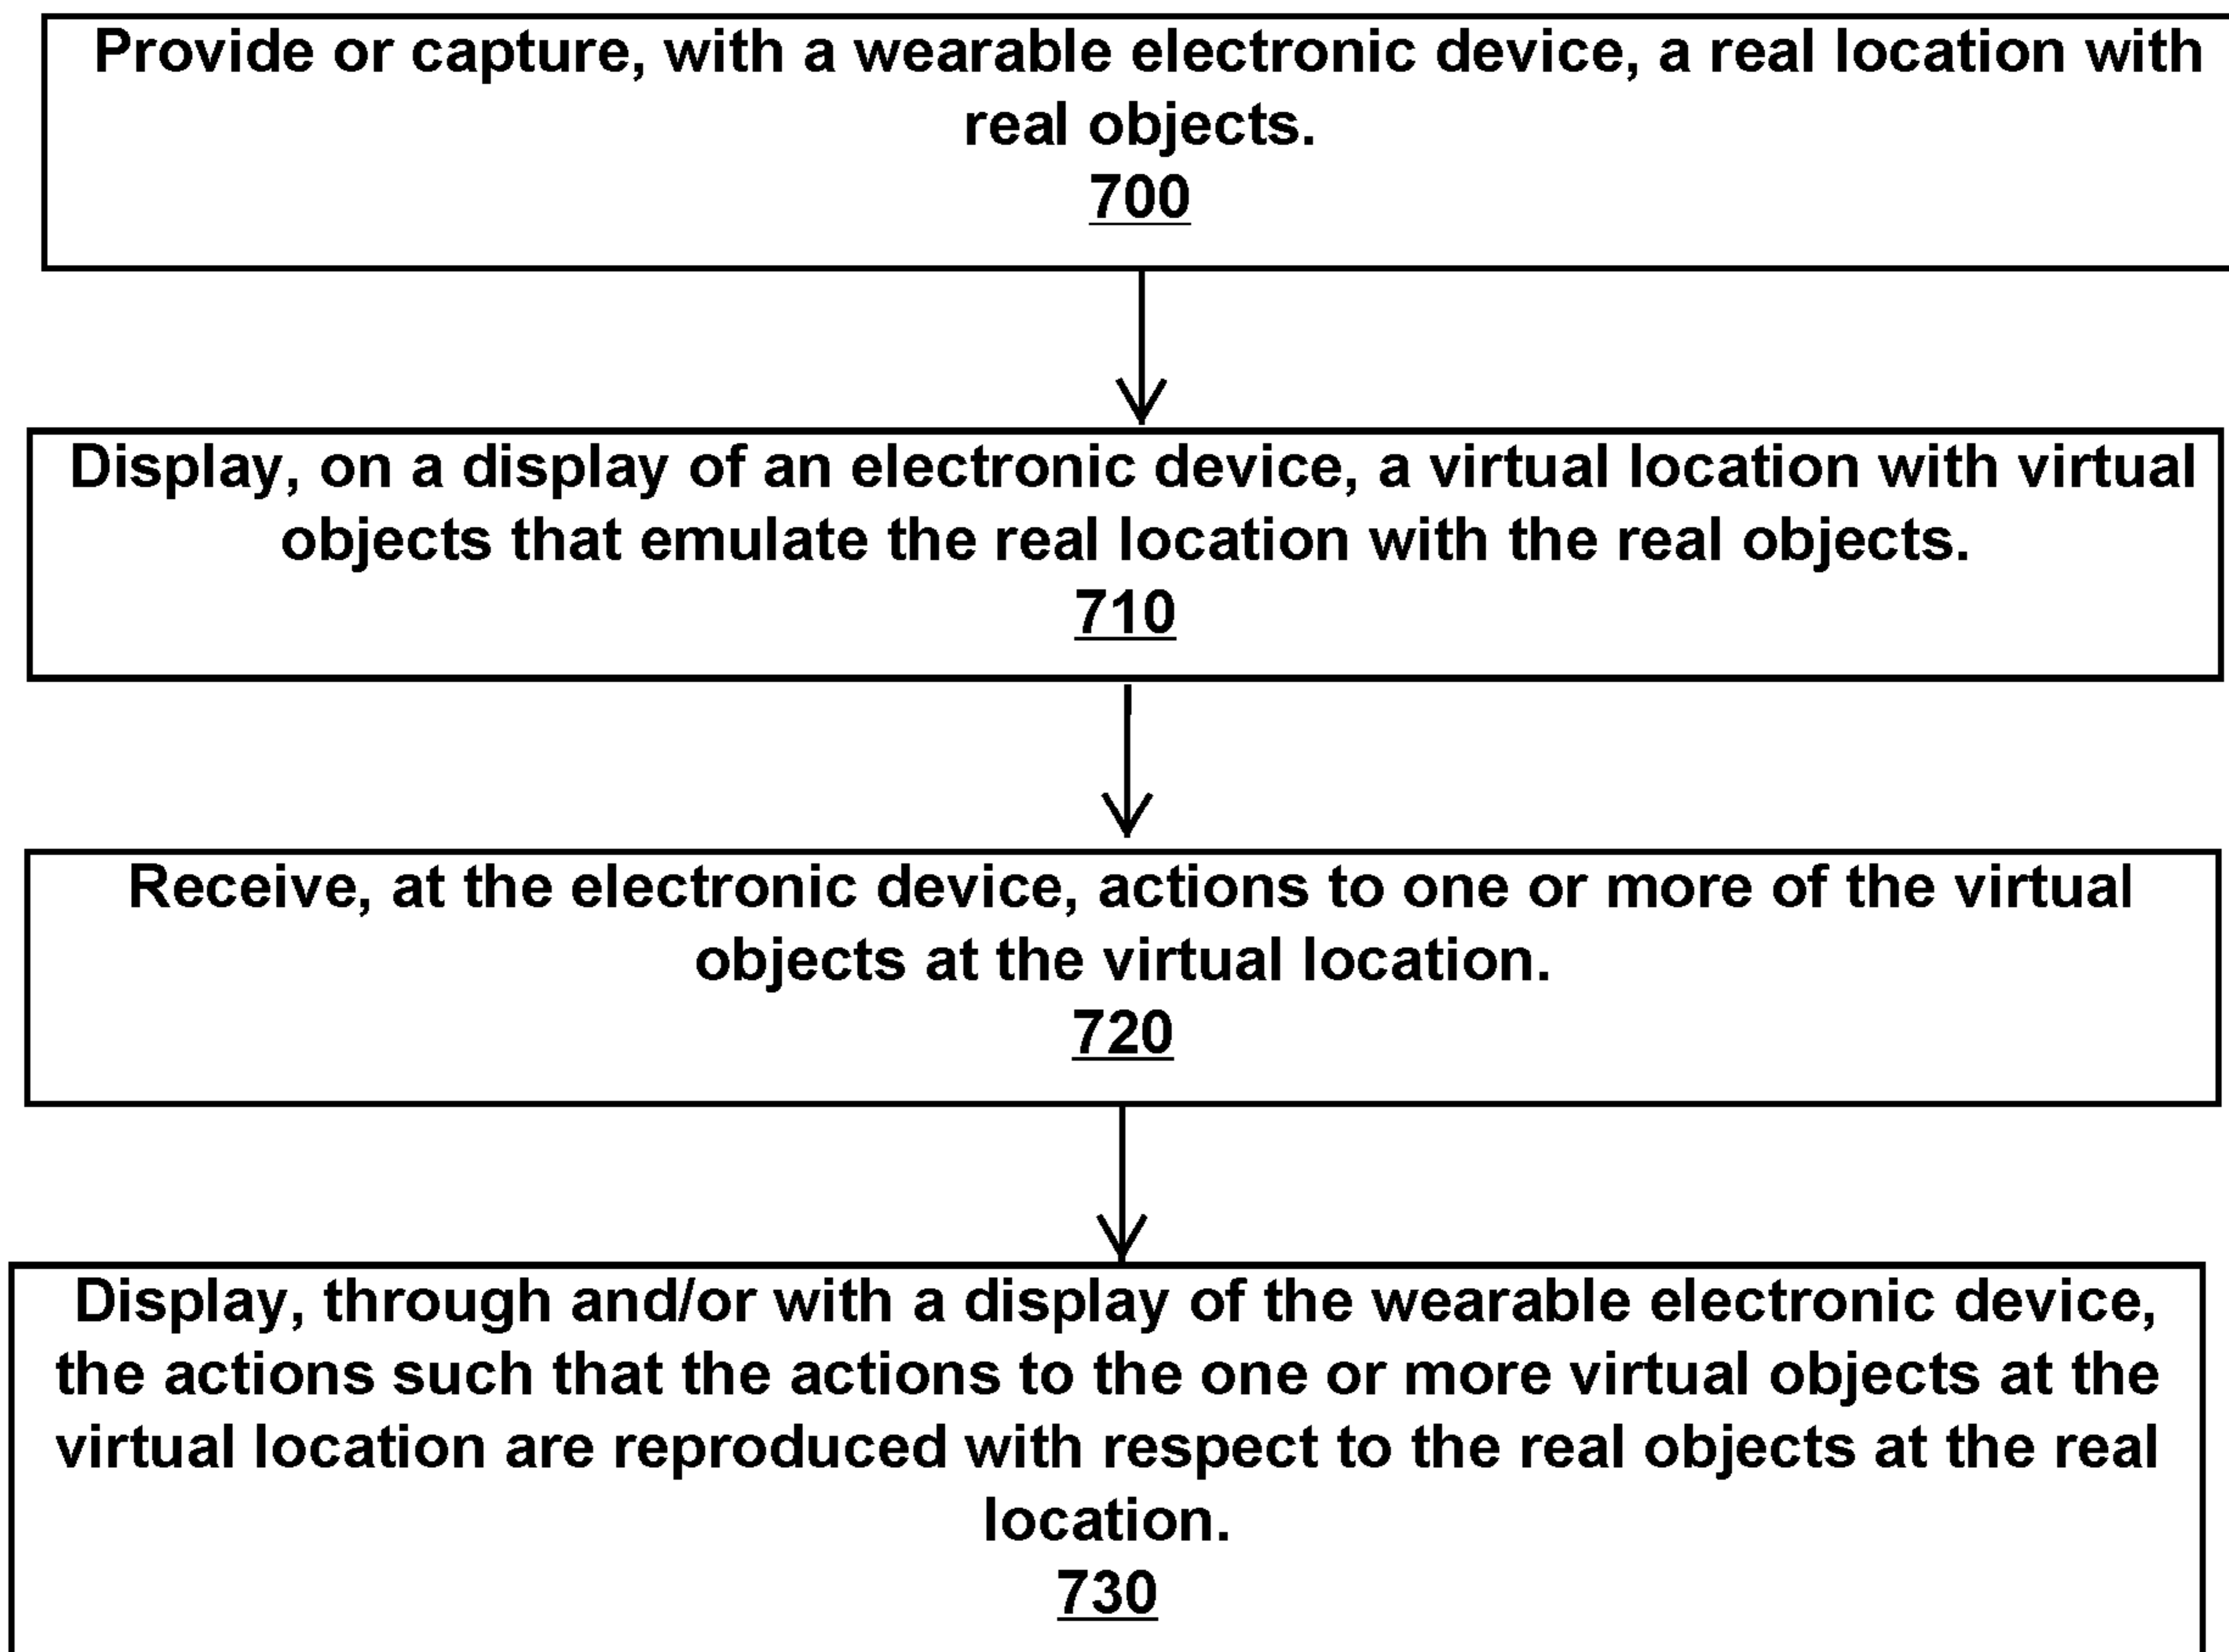 Provide or capture, with a wearable electronic device, a real location with
real objects.
700
Display, on a display of an electronic device, a virtual location with virtual
objects that emulate the real location with the real objects.
710
Receive, at the electronic device, actions to one or more of the virtual
objects at the virtual location.
720
Display, through and/or with a display of the wearable electronic device,
the actions such that the actions to the one or more virtual objects at the
virtual location are reproduced with respect to the real objects at the real
location.
730